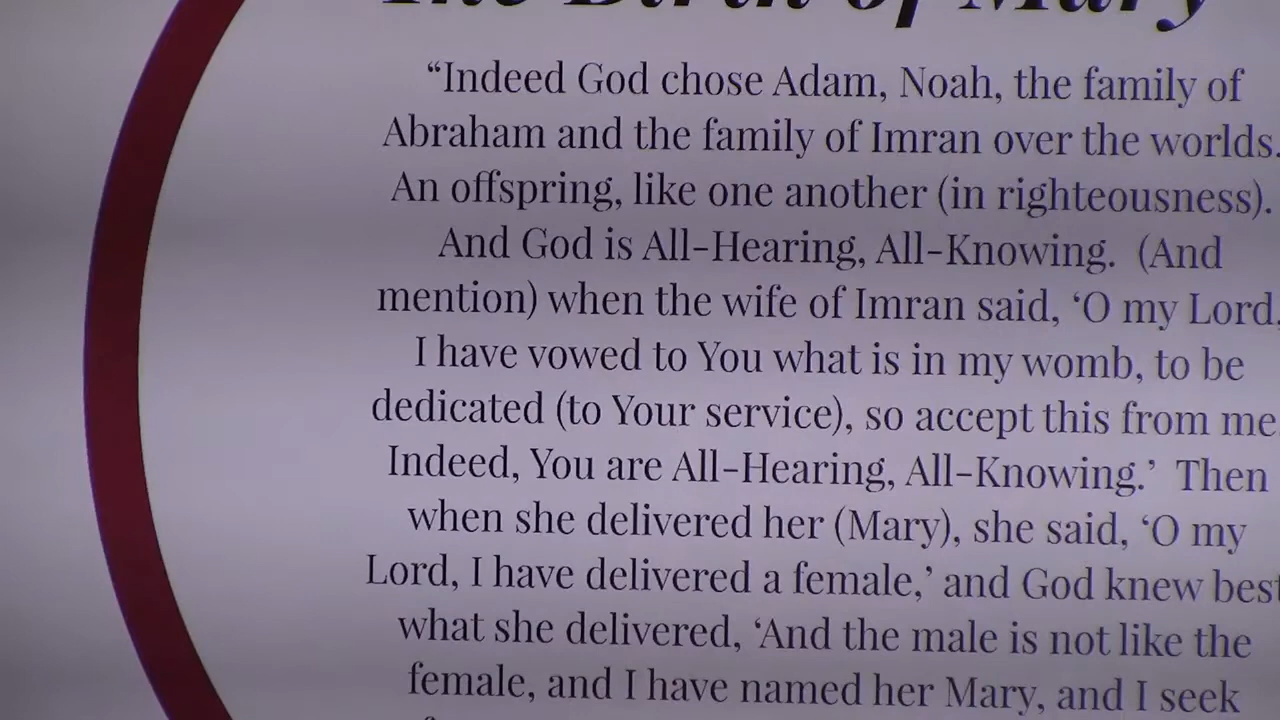 The Birth of Mary
“Indeed God chose Adam, Noah, the family of
Abraham and the family of Imran over the worlds.
An offspring, like one another (in righteousness).
And God is All-Hearing, All-Knowing. (And
mention) when the wife of Imran said, ‘O my Lord,
I have vowed to You what is in my womb, to be
dedicated (to Your service), so accept this from me
Indeed, You are All-Hearing, All-Knowing.’ Then
when she delivered her (Mary), she said, ‘O my
Lord, I have delivered a female,’ and God knew best
what she delivered, ‘And the male is not like the
female, and I have named her Mary, and I seek